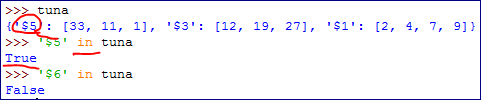 >>> tuna
{'$5': [33, 11, 1], '$3': [12, 19, 27], '$1': [2, 4, 7, 9]}
>>> '$5' in tuna
True
>>> '$6' in tuna
False